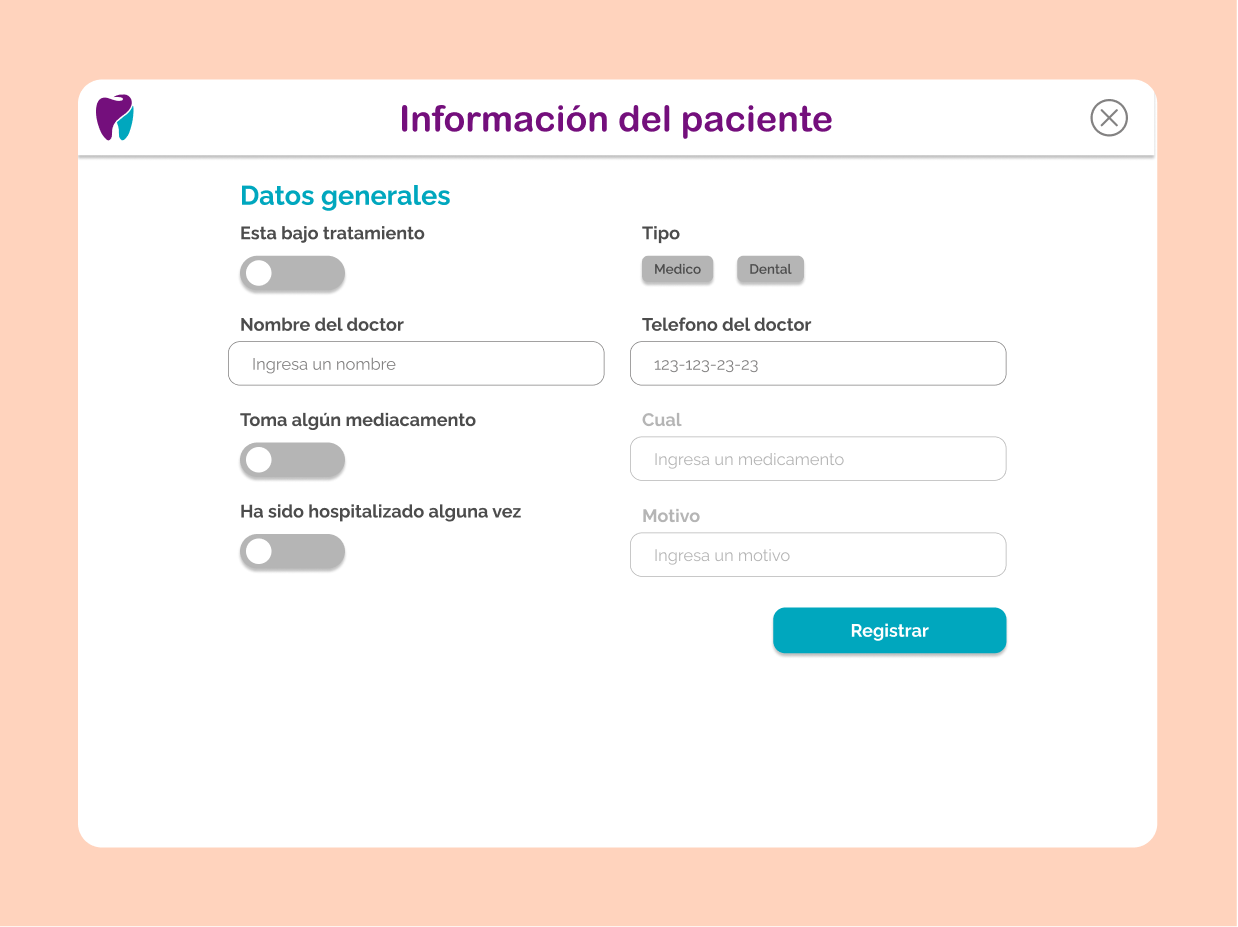 Información del paciente
Datos generales
Esta bajo tratamiento
Tipo
Medico
Dental
Nombre del doctor
Telefono del doctor
Ingresa un nombre
123-123-23-23
Toma algún mediacamento
Cual
Ingresa un medicamento
Ha sido hospitalizado alguna vez
Motivo
Ingresa un motivo
Registrar